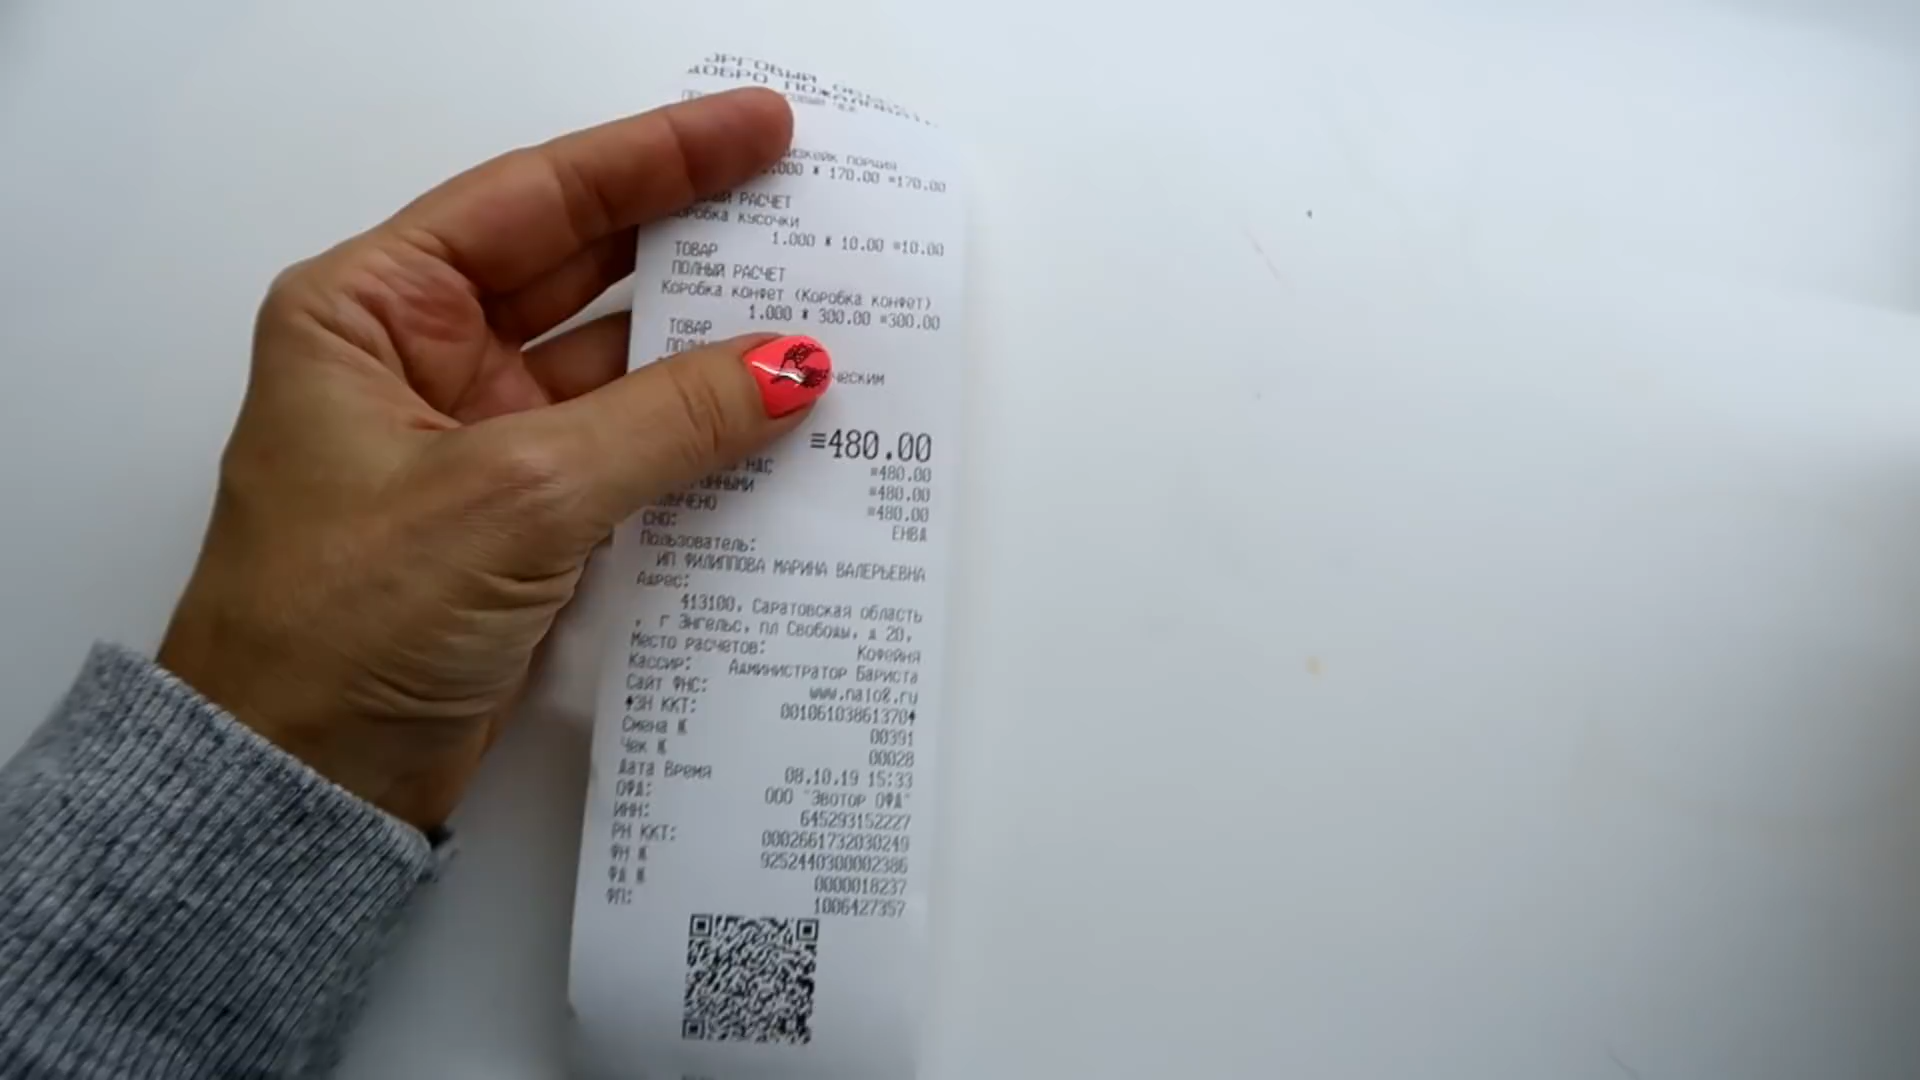 ДОБРО ПОЖАЛОВАТЬ
порция
* 170.00 =170.00
РАСЧЕТ
Коробка кусочки
1.000 * 10.00 =10.00
ТОВАР
ПОЛНЫЙ РАСЧЕТ
Коробка конфет (Коробка конфет)
1.000 * 300.00 =300.00
ТОВАР
≡480.00
=480.00
=480.00
=480.00
СНО: ЕНВД
Пользователь:
ИП ФИЛИППОВА МАРИНА ВАЛЕРЬЕВНА
Адрес:
413100, Саратовская область
, г Энгельс, пл Свободы, д 20,
Место расчетов: Кофейня
Кассир: Администратор Бариста
Сайт ФНС: www.nalog.ru
ЗН ККТ: 00106103861370
Смена № 00391
Чек № 00028
Дата Время 08.10.19 15:33
ОФД: ООО "Эвотор ОФД"
ИНН: 645293152227
РН ККТ: 0002661732030249
ФН № 9252440300002386
ФД № 0000018237
ФП: 1006427357